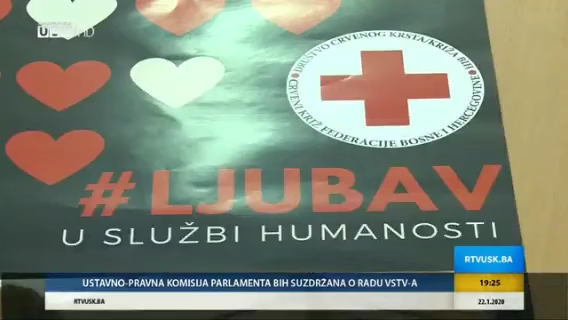 DRUŠTVO CRVENOG KRSTA/KRIŽA BIH
CRVENI KRIŽ FEDERACIJE BOSNE I HERCEGOVINE
#LJUBAV
U SLUŽBI HUMANOSTI
RTVUSK.BA
USTAVNO-PRAVNA KOMISIJA PARLAMENTA BIH SUZDRŽANA O RADU VSTV-A
19:25
RTVUSK.BA
22.1.2020